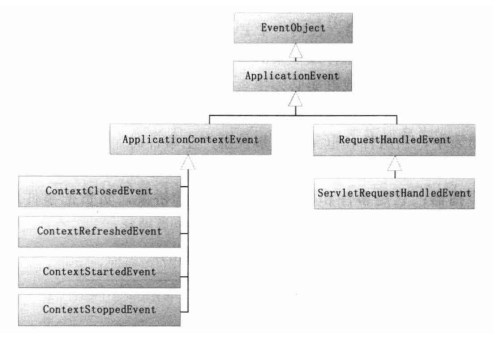 EventObject
ApplicationEvent
ApplicationContextEvent
RequestHandledEvent
ContextClosedEvent
ServletRequestHandledEvent
ContextRefreshedEvent
ContextStartedEvent
ContextStoppedEvent